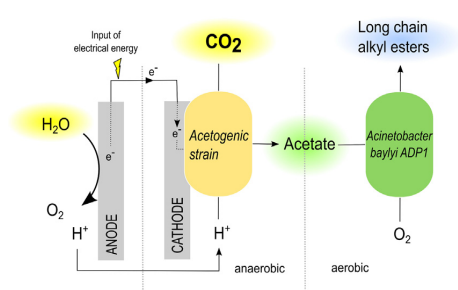 Input of
electrical energy
CO2
Long chain
alkyl esters
e-
H2O
e-
e-
Acetogenic
strain
Acetate
Acinetobacter
baylyi ADP1
O2
H+
ANODE
CATHODE
H+
O2
anaerobic
aerobic